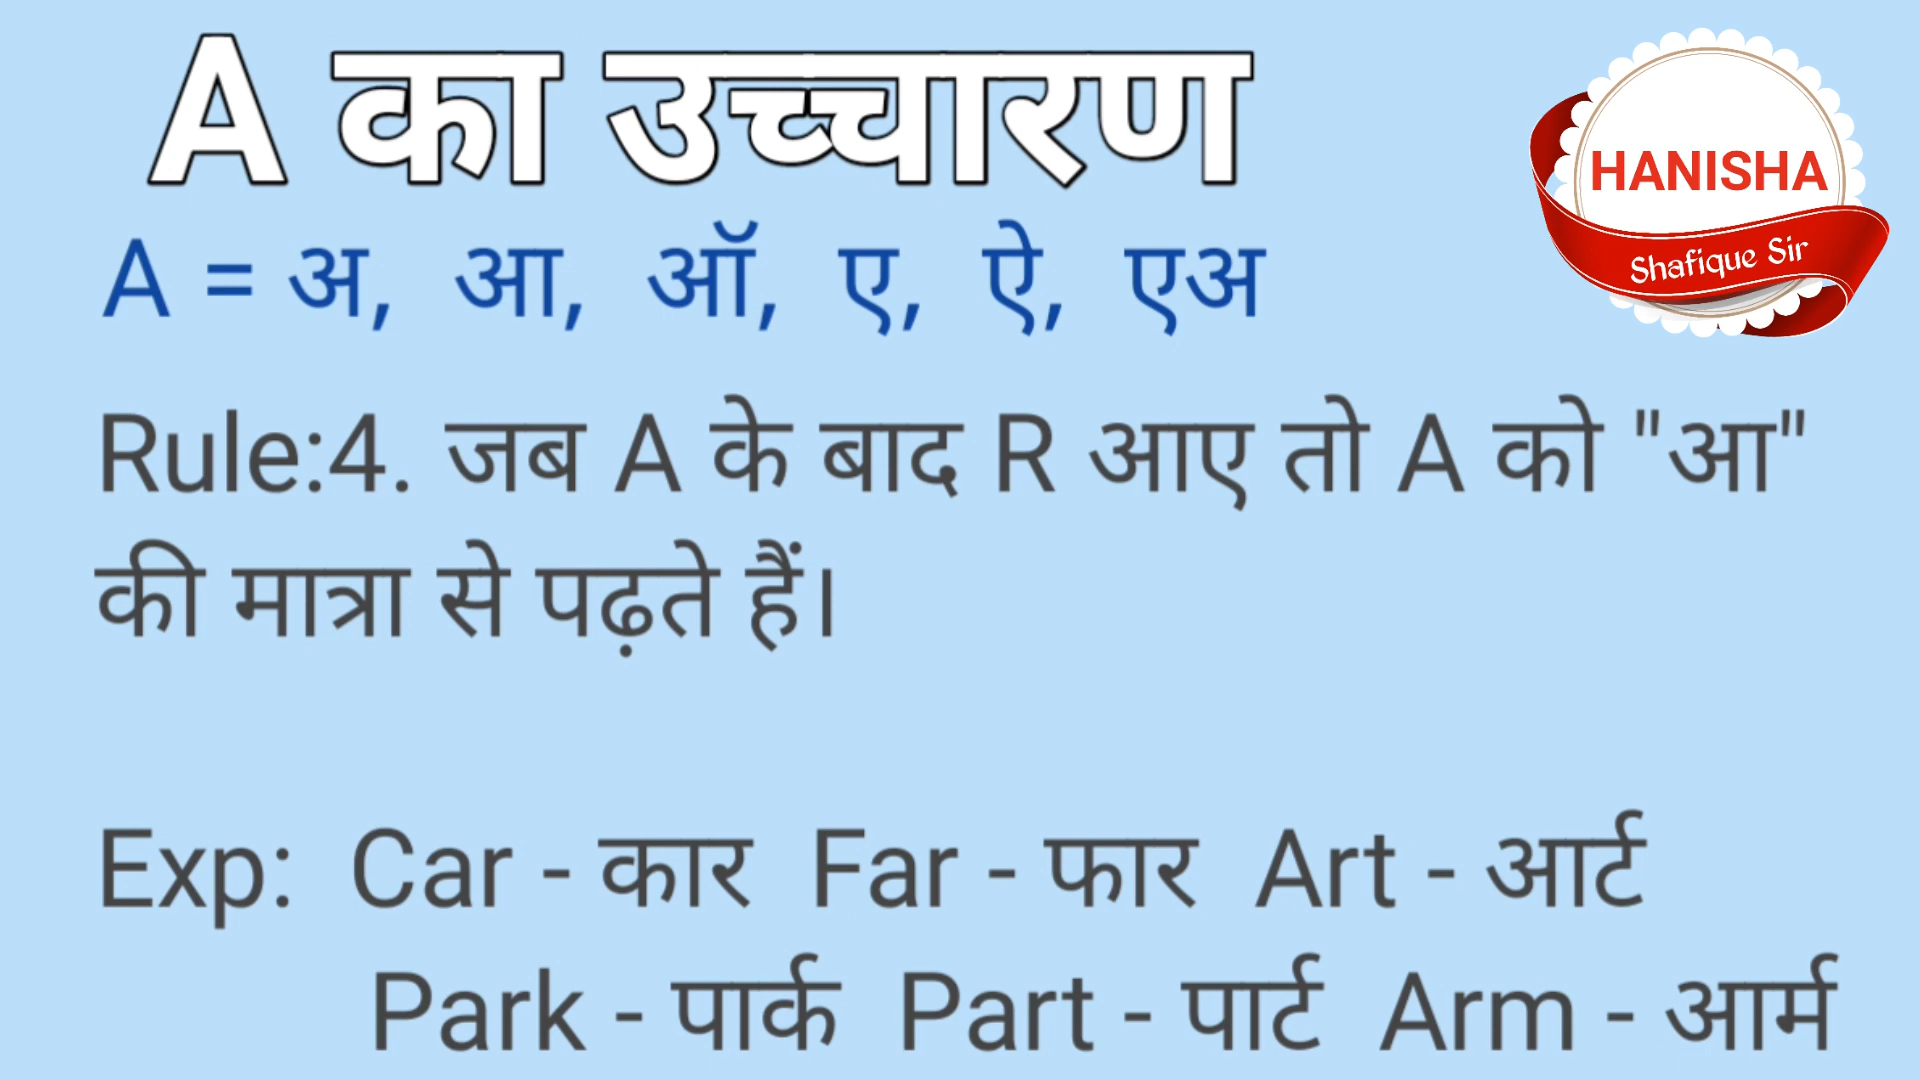 A का उच्चारण
HANISHA
Shafique Sir
A = अ, आ, ऑ, ए, ऐ, एअ
Rule:4. जब A के बाद R आए तो A को "आ"
की मात्रा से पढ़ते हैं।
Exp: Car - कार Far - फार Art - आर्ट
Park - पार्क Part - पार्ट Arm - आर्म